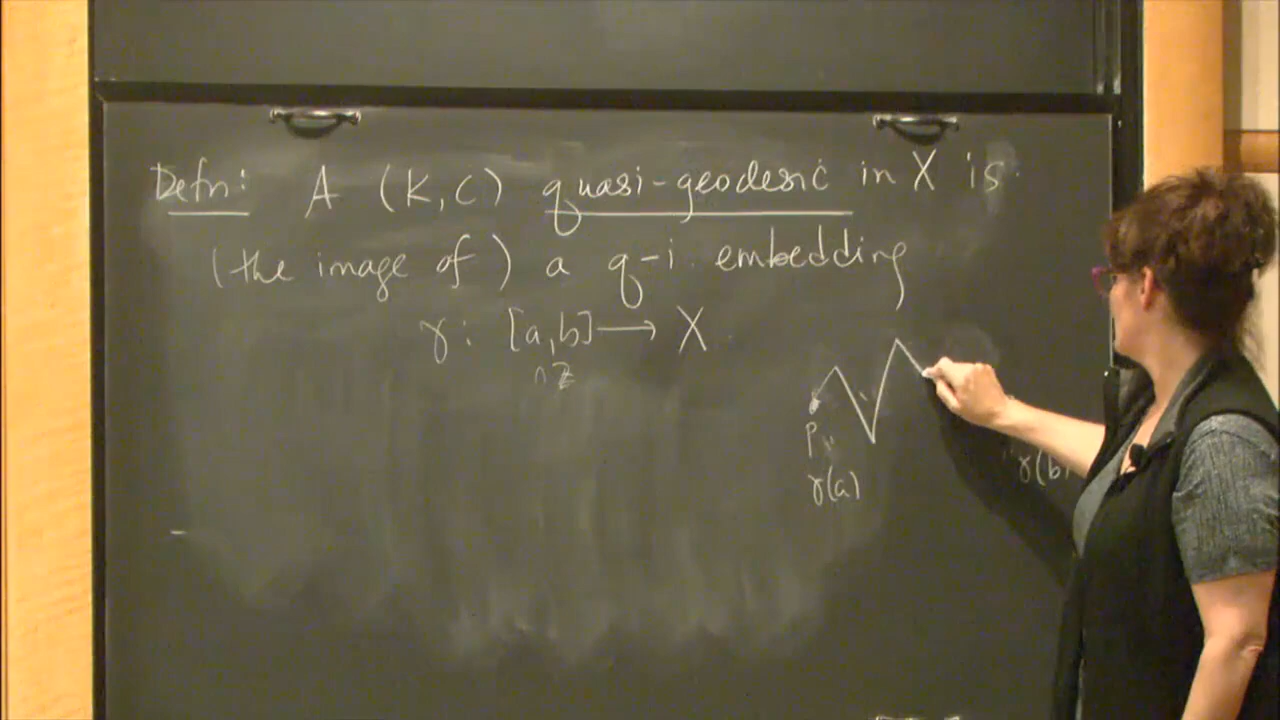 Defn: A (K,C) quasi-geodesic in X is
(the image of) a q-i embedding
γ: [a,b] ⟶ X
∩ ℤ
p
γ(a)
γ(b)